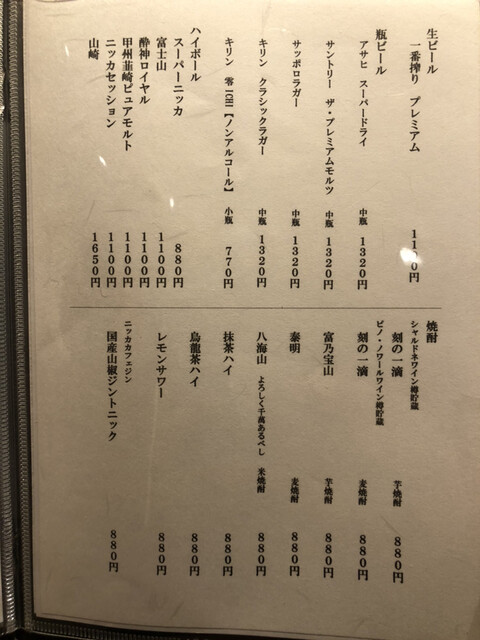 生ビール
一番搾り プレミアム 1100円
瓶ビール
アサヒ スーパードライ 中瓶 1320円
サントリー ザ・プレミアムモルツ 中瓶 1320円
サッポロラガー 中瓶 1320円
キリン クラシックラガー 中瓶 1320円
キリン 零ICHI【ノンアルコール】 小瓶 770円
ハイボール
スーパーニッカ 880円
富士山 1100円
酔神ロイヤル 1100円
甲州韮崎ピュアモルト 1100円
ニッカセッション 1100円
山崎 1650円
焼酎
シャルドネワイン樽貯蔵
刻の一滴 芋焼酎 880円
ピノ・ノワールワイン樽貯蔵
刻の一滴 麦焼酎 880円
富乃宝山 芋焼酎 880円
泰明 麦焼酎 880円
八海山 よろしく千萬あるべし 米焼酎 880円
抹茶ハイ 880円
烏龍茶ハイ 880円
レモンサワー 880円
ニッカカフェジン
国産山椒ジントニック 880円